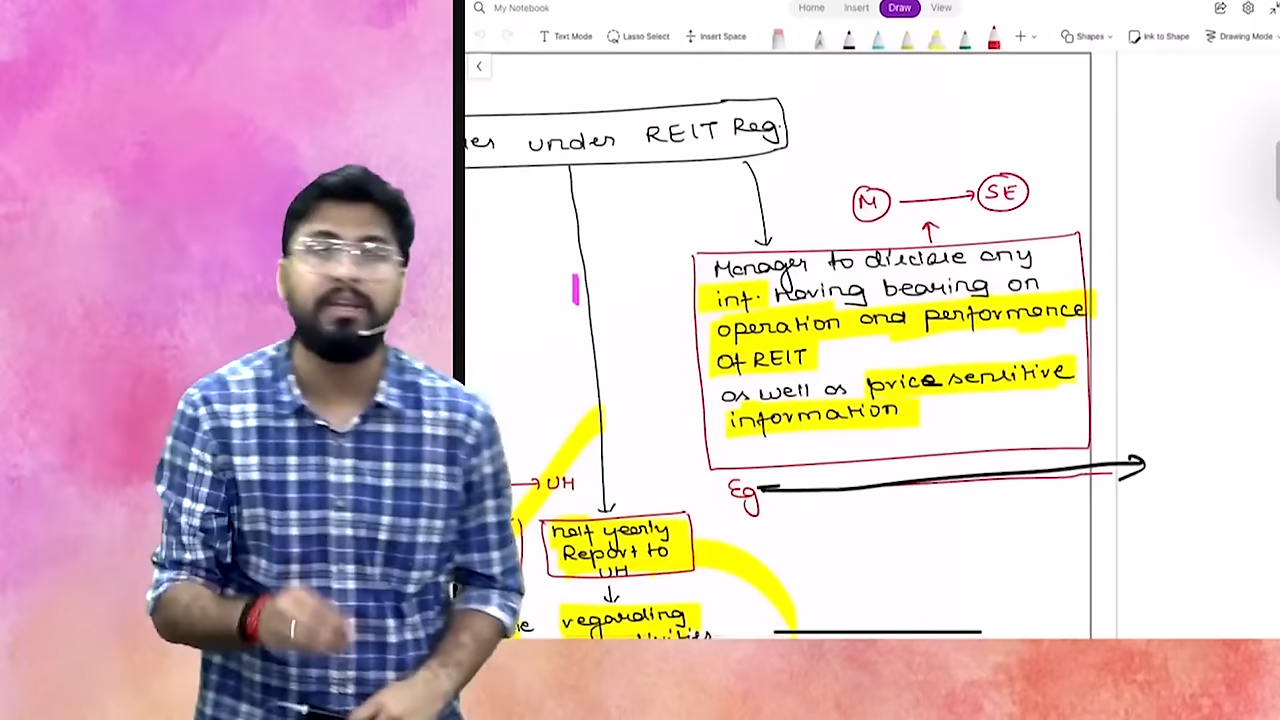 My Notebook
Home Insert Draw View
Text Mode Lasso Select Insert Space Shapes Ink to Shape Drawing Mode
under REIT Reg.
M SE
Manager to disclose any
inf. having bearing on
operation and performance
of REIT
as well as price sensitive
information
Eg
UH
half yearly
Report to
UH
regarding